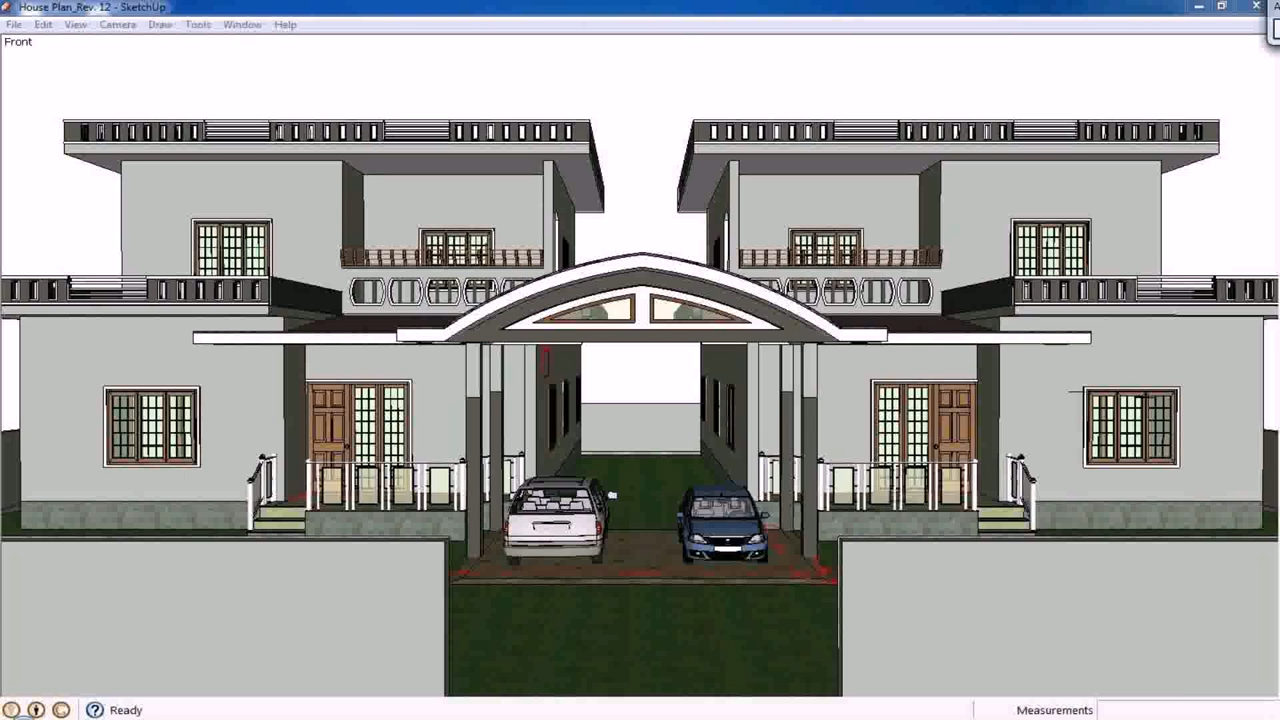 House Plan_Rev. 12 - SketchUp
File Edit View Camera Draw Tools Window Help
Front
Ready
Measurements